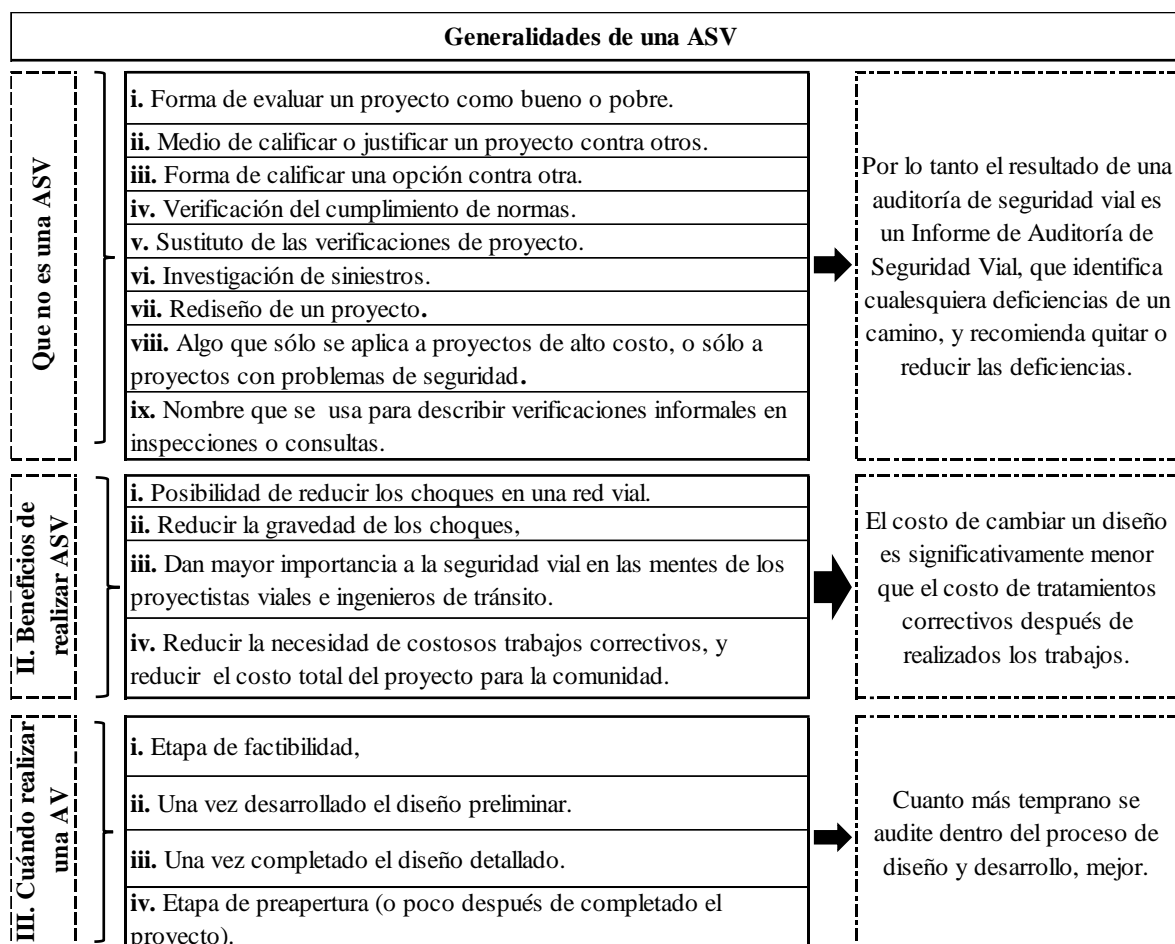 Generalidades de una ASV
Que no es una ASV
i. Forma de evaluar un proyecto como bueno o pobre.
ii. Medio de calificar o justificar un proyecto contra otros.
iii. Forma de calificar una opción contra otra.
iv. Verificación del cumplimiento de normas.
v. Sustituto de las verificaciones de proyecto.
vi. Investigación de siniestros.
vii. Rediseño de un proyecto.
viii. Algo que sólo se aplica a proyectos de alto costo, o sólo a
proyectos con problemas de seguridad.
ix. Nombre que se usa para describir verificaciones informales en
inspecciones o consultas.
Por lo tanto el resultado de una
auditoría de seguridad vial es
un Informe de Auditoría de
Seguridad Vial, que identifica
cualesquiera deficiencias de un
camino, y recomienda quitar o
reducir las deficiencias.
II. Beneficios de
realizar ASV
i. Posibilidad de reducir los choques en una red vial.
ii. Reducir la gravedad de los choques,
iii. Dan mayor importancia a la seguridad vial en las mentes de los
proyectistas viales e ingenieros de tránsito.
iv. Reducir la necesidad de costosos trabajos correctivos, y
reducir el costo total del proyecto para la comunidad.
El costo de cambiar un diseño
es significativamente menor
que el costo de tratamientos
correctivos después de
realizados los trabajos.
III. Cuándo realizar
una AV
i. Etapa de factibilidad,
ii. Una vez desarrollado el diseño preliminar.
iii. Una vez completado el diseño detallado.
iv. Etapa de preapertura (o poco después de completado el
proyecto).
Cuanto más temprano se
audite dentro del proceso de
diseño y desarrollo, mejor.